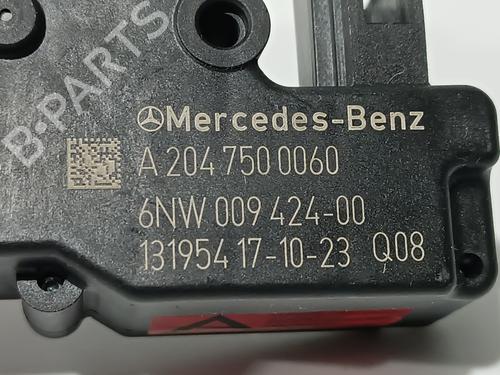 B-PARTS
Mercedes-Benz
A 204 750 0060
6NW 009 424-00
131954 17-10-23 Q08